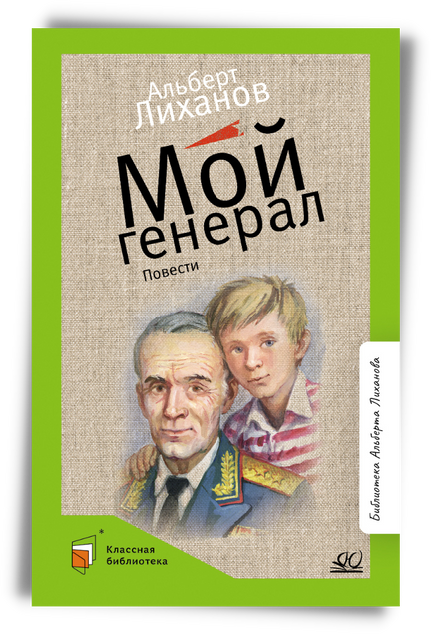 Альберт
Лиханов
Мой
генерал
Повести
Библиотека Альберта Лиханова
*
Классная
библиотека